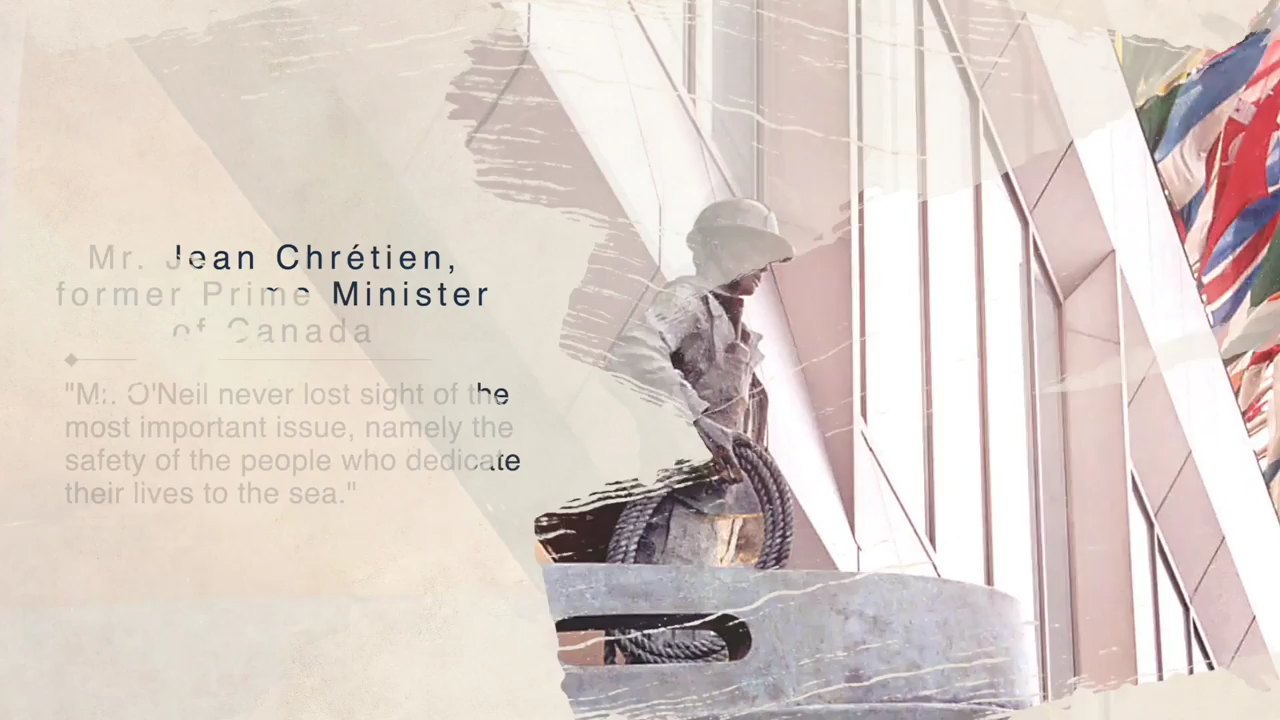 Mr. Jean Chrétien,
former Prime Minister
of Canada
"Mr. O'Neil never lost sight of the
most important issue, namely the
safety of the people who dedicate
their lives to the sea."